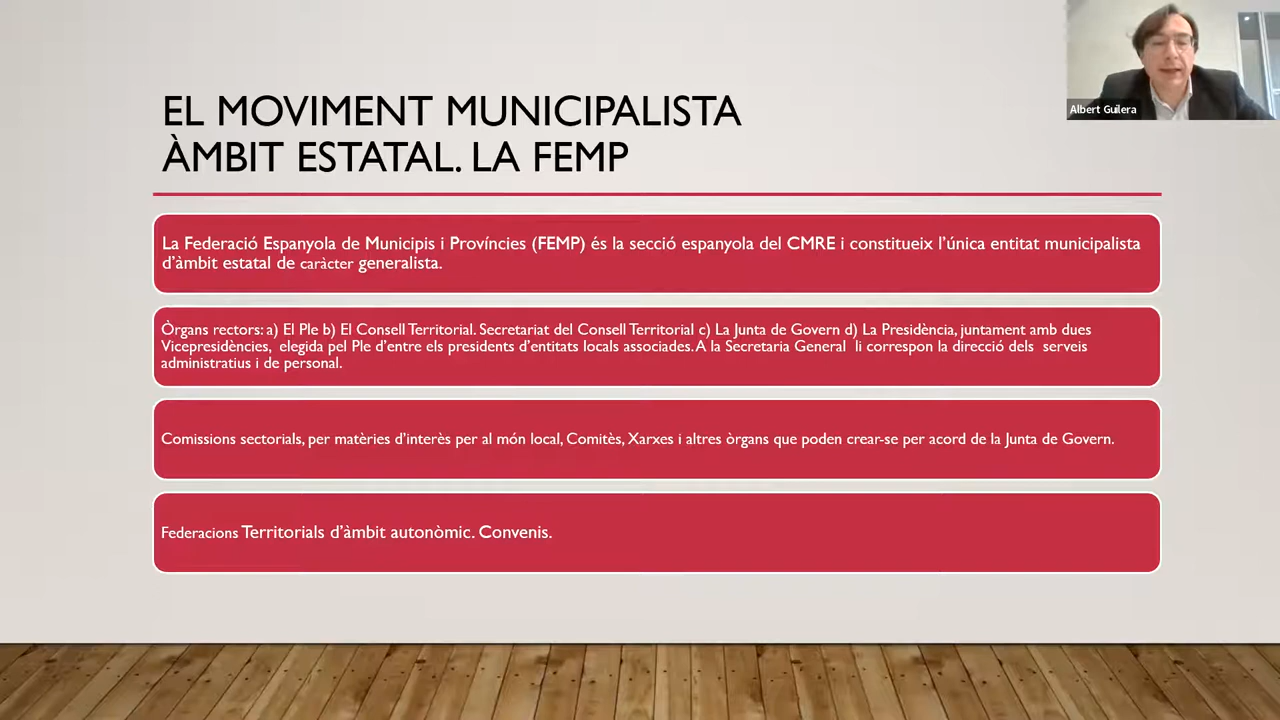 Albert Guilera
EL MOVIMENT MUNICIPALISTA
ÀMBIT ESTATAL. LA FEMP
La Federació Espanyola de Municipis i Províncies (FEMP) és la secció espanyola del CMRE i constitueix l'única entitat municipalista
d'àmbit estatal de caràcter generalista.
Òrgans rectors: a) El Ple b) El Consell Territorial. Secretariat del Consell Territorial c) La Junta de Govern d) La Presidència, juntament amb dues
Vicepresidències, elegida pel Ple d'entre els presidents d'entitats locals associades. A la Secretaria General li correspon la direcció dels serveis
administratius i de personal.
Comissions sectorials, per matèries d'interès per al món local, Comitès, Xarxes i altres òrgans que poden crear-se per acord de la Junta de Govern.
Federacions Territorials d'àmbit autonòmic. Convenis.